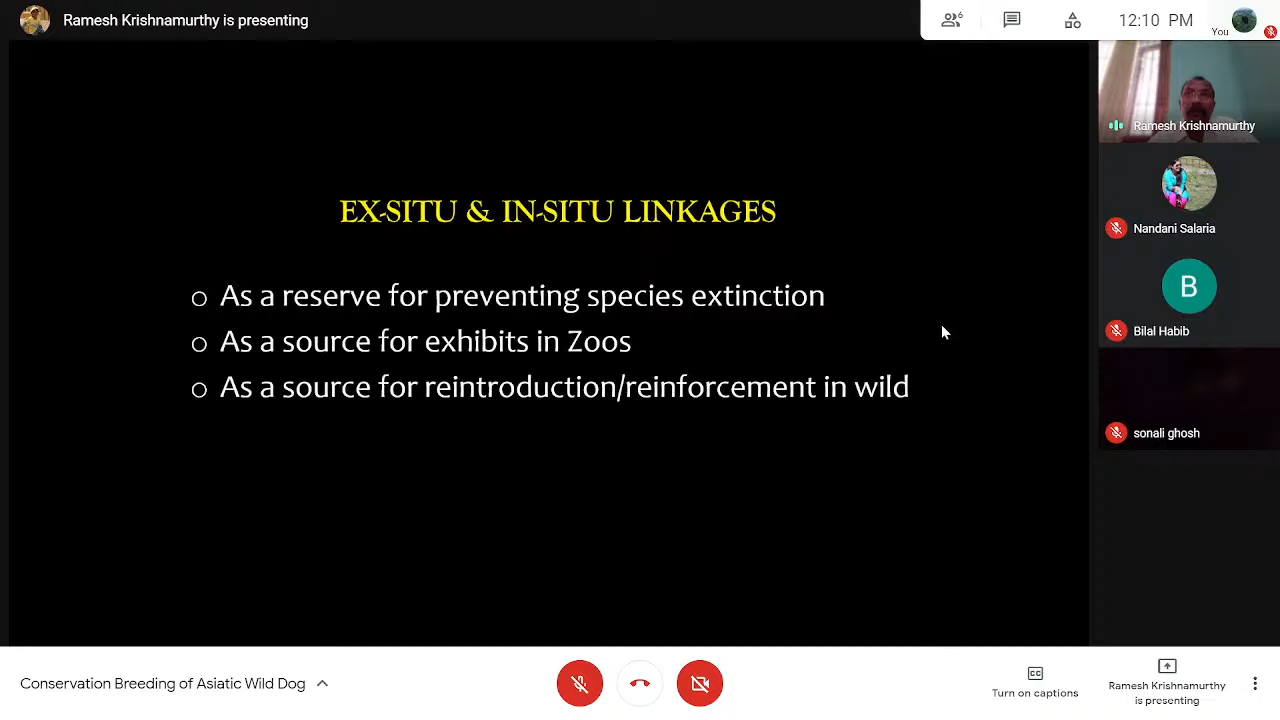 Ramesh Krishnamurthy is presenting
6
12:10 PM
You
Ramesh Krishnamurthy
Nandani Salaria
B
Bilal Habib
sonali ghosh
EX-SITU & IN-SITU LINKAGES
o As a reserve for preventing species extinction
o As a source for exhibits in Zoos
o As a source for reintroduction/reinforcement in wild
Conservation Breeding of Asiatic Wild Dog
CC
Turn on captions
Ramesh Krishnamurthy
is presenting